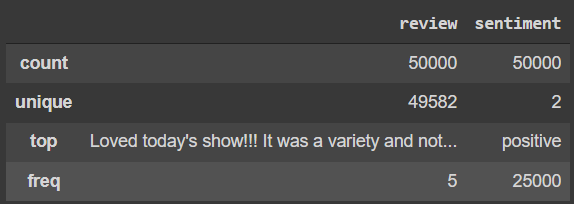 review sentiment
count 50000 50000
unique 49582 2
top Loved today's show!!! It was a variety and not... positive
freq 5 25000